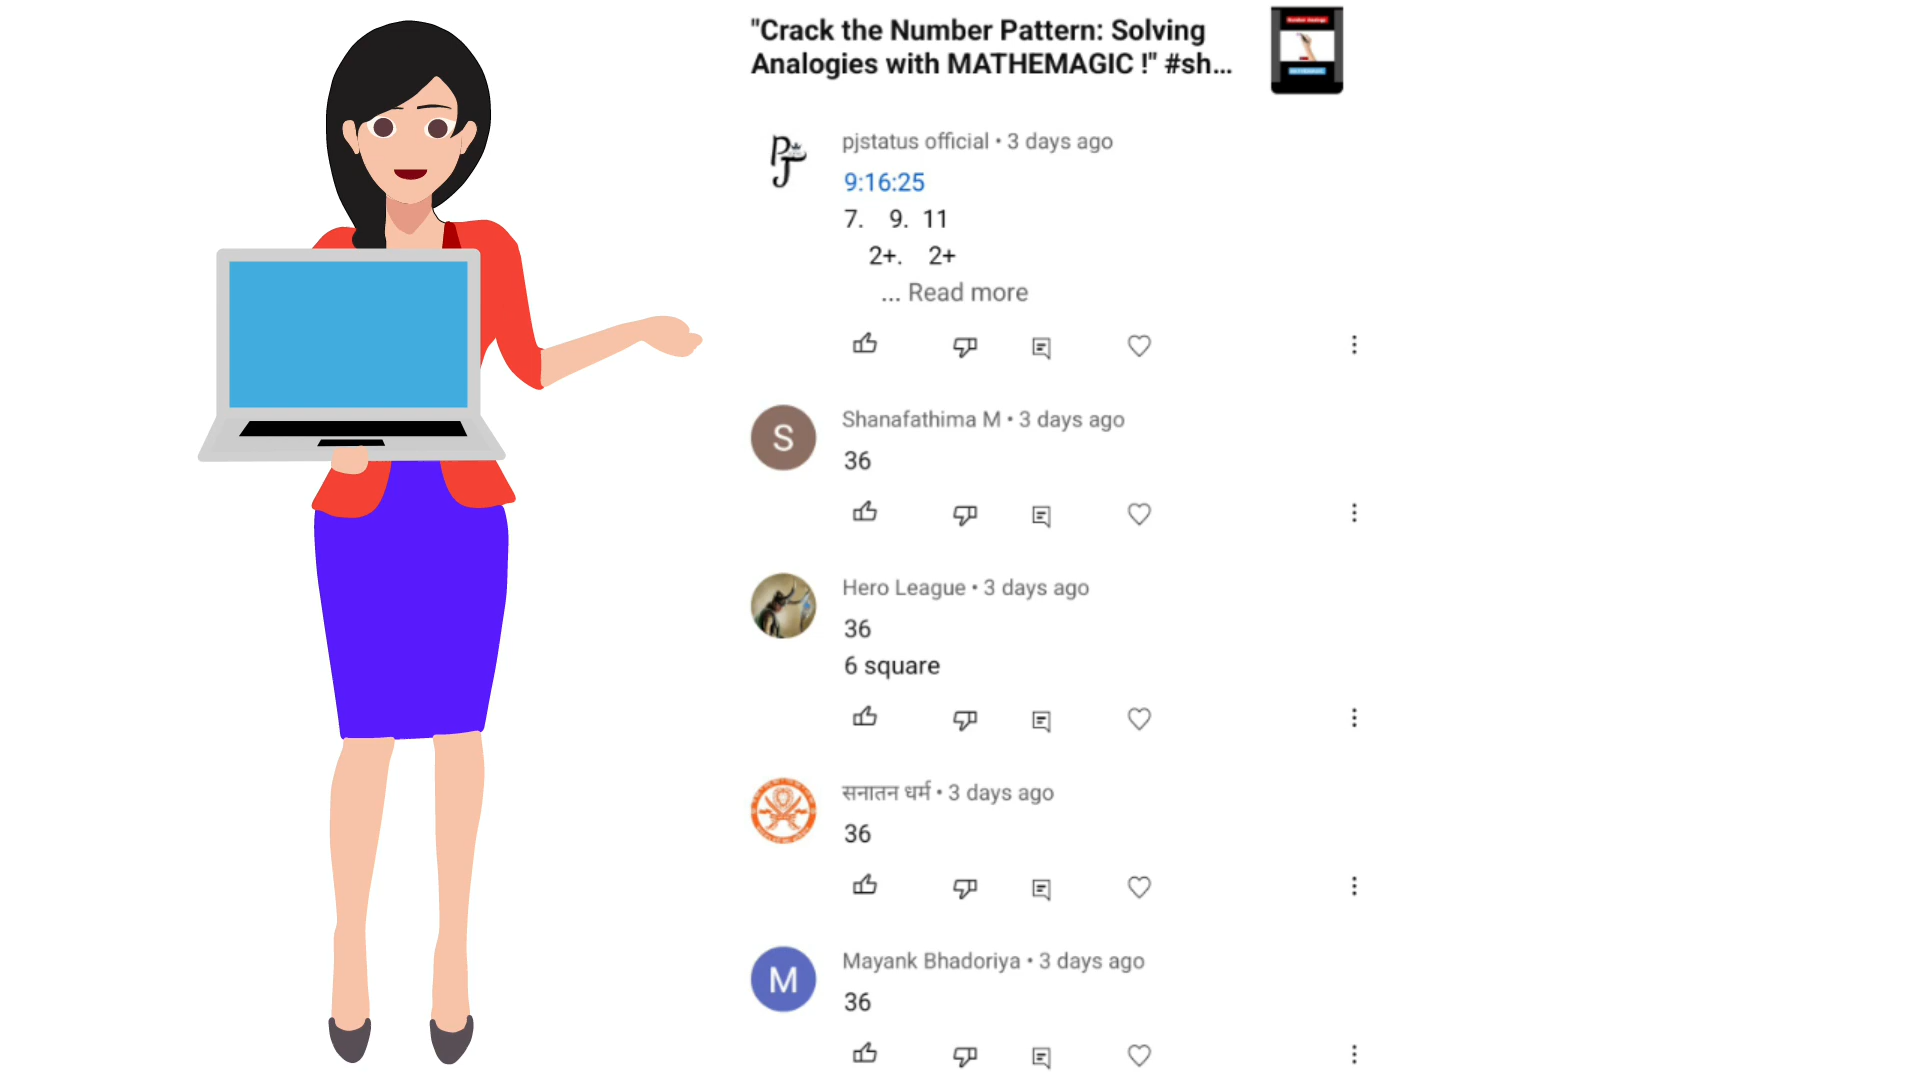 "Crack the Number Pattern: Solving
Analogies with MATHEMAGIC !" #sh...
pjstatus official • 3 days ago
9:16:25
7. 9. 11
2+. 2+
... Read more
S
Shanafathima M • 3 days ago
36
Hero League • 3 days ago
36
6 square
सनातन धर्म • 3 days ago
36
M
Mayank Bhadoriya • 3 days ago
36